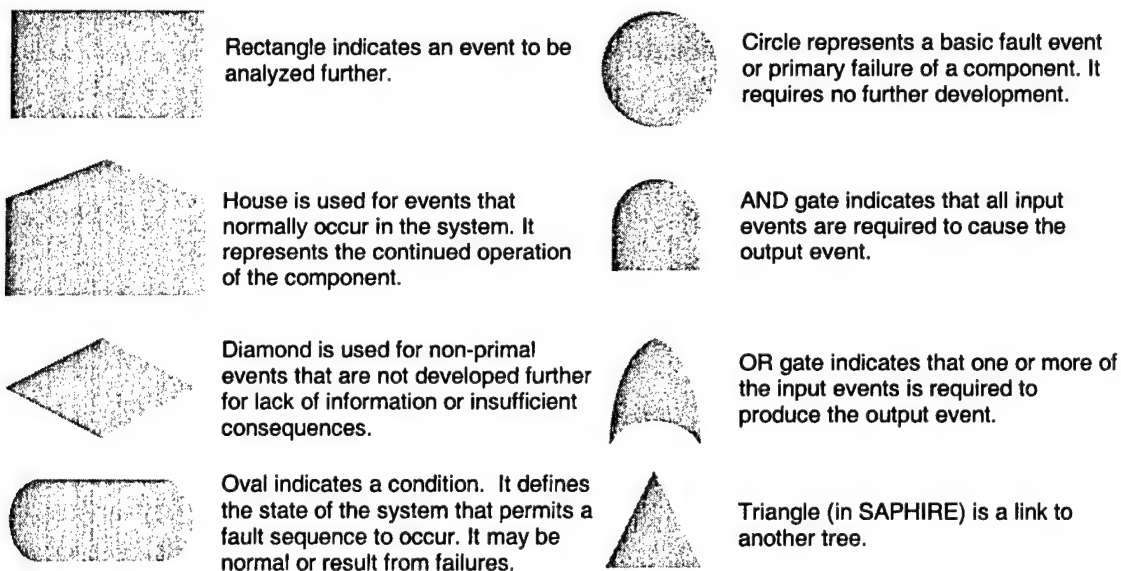 Rectangle indicates an event to be
analyzed further.
Circle represents a basic fault event
or primary failure of a component. It
requires no further development.
House is used for events that
normally occur in the system. It
represents the continued operation
of the component.
AND gate indicates that all input
events are required to cause the
output event.
Diamond is used for non-primal
events that are not developed further
for lack of information or insufficient
consequences.
OR gate indicates that one or more of
the input events is required to
produce the output event.
Oval indicates a condition. It defines
the state of the system that permits a
fault sequence to occur. It may be
normal or result from failures.
Triangle (in SAPHIRE) is a link to
another tree.